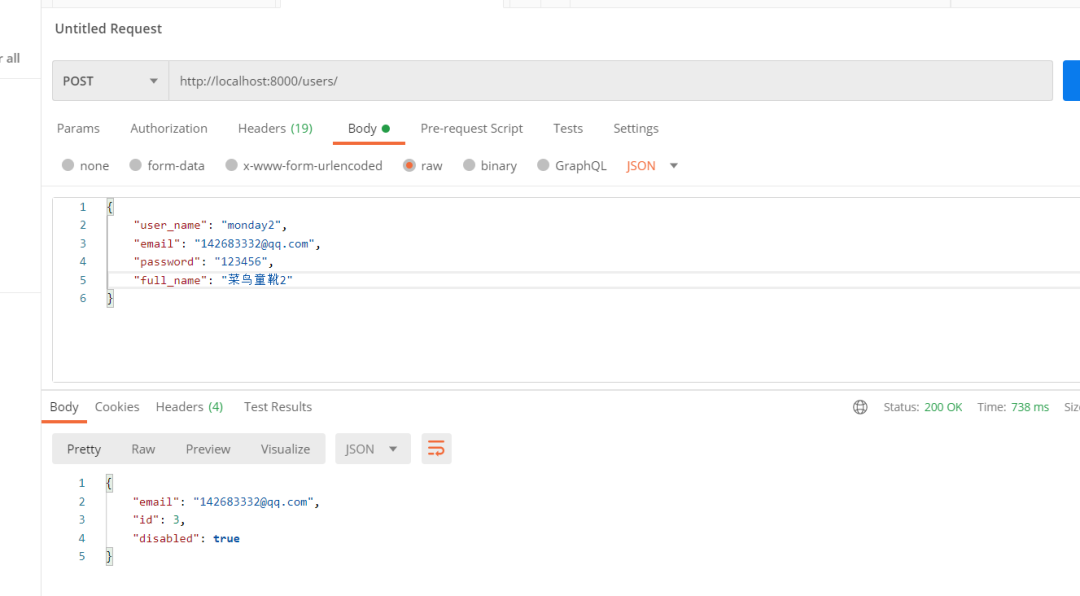 Untitled Request
r all
POST http://localhost:8000/users/
Params Authorization Headers (19) Body Pre-request Script Tests Settings
none form-data x-www-form-urlencoded raw binary GraphQL JSON
1 {
2 "user_name": "monday2",
3 "email": "142683332@qq.com",
4 "password": "123456",
5 "full_name": "菜鸟童靴2"
6 }
Body Cookies Headers (4) Test Results Status: 200 OK Time: 738 ms
Pretty Raw Preview Visualize JSON
1 {
2 "email": "142683332@qq.com",
3 "id": 3,
4 "disabled": true
5 }